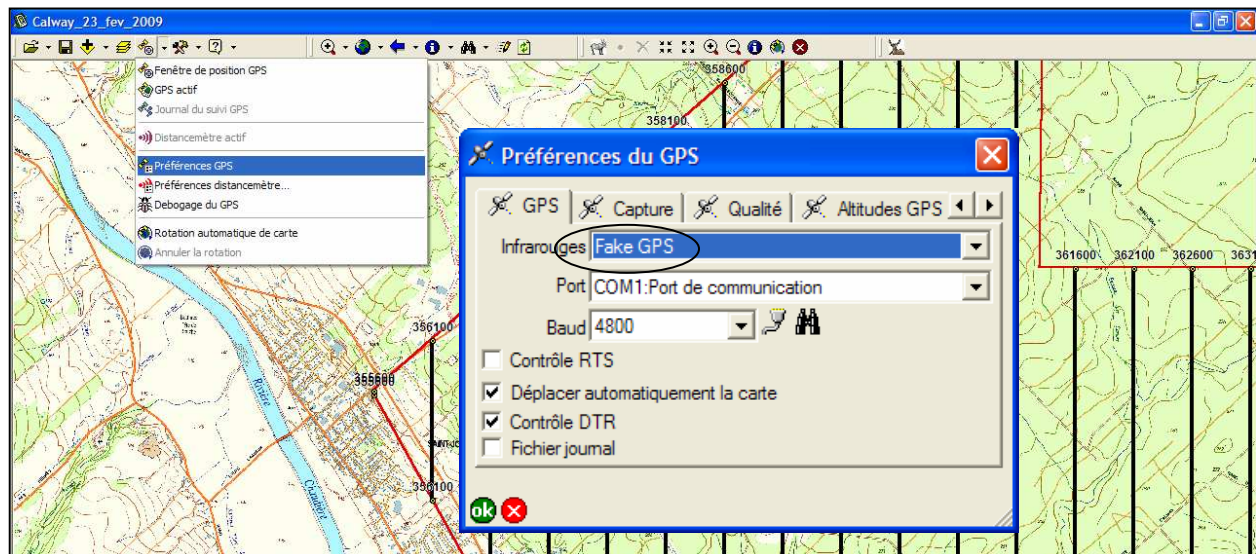 Calway_23_fev_2009
Fenêtre de position GPS
GPS actif
Journal du suivi GPS
Distancemètre actif
Préférences GPS
Préférences distancemètre...
Debogage du GPS
Rotation automatique de carte
Annuler la rotation
358600
358100
Préférences du GPS
GPS Capture Qualité Altitudes GPS
Infrarouges Fake GPS
Port COM1:Port de communication
Baud 4800
Contrôle RTS
Déplacer automatiquement la carte
Contrôle DTR
Fichier journal
ok
361600 362100 362600 3631
356100
355600
Rivière
Chaudière